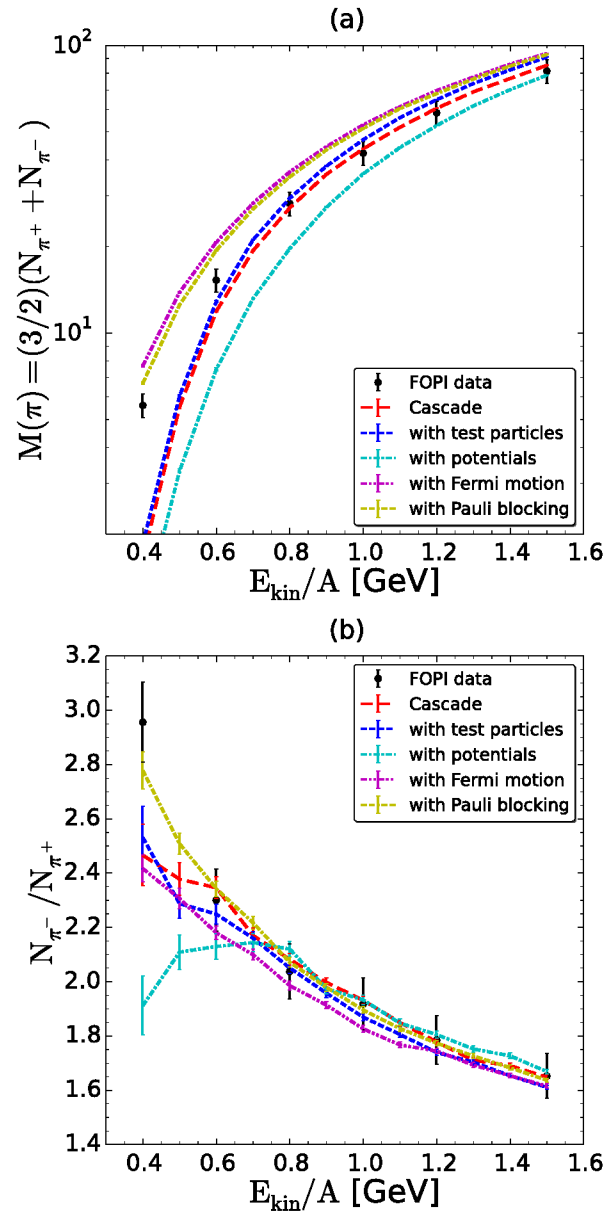 (a)
10²
10¹
M(π)=(3/2)(N_π⁺+N_π⁻)
FOPI data
Cascade
with test particles
with potentials
with Fermi motion
with Pauli blocking
0.4 0.6 0.8 1.0 1.2 1.4 1.6
E_kin/A [GeV]
(b)
3.2
3.0
2.8
2.6
2.4
2.2
2.0
1.8
1.6
1.4
N_π⁻/N_π⁺
FOPI data
Cascade
with test particles
with potentials
with Fermi motion
with Pauli blocking
0.4 0.6 0.8 1.0 1.2 1.4 1.6
E_kin/A [GeV]